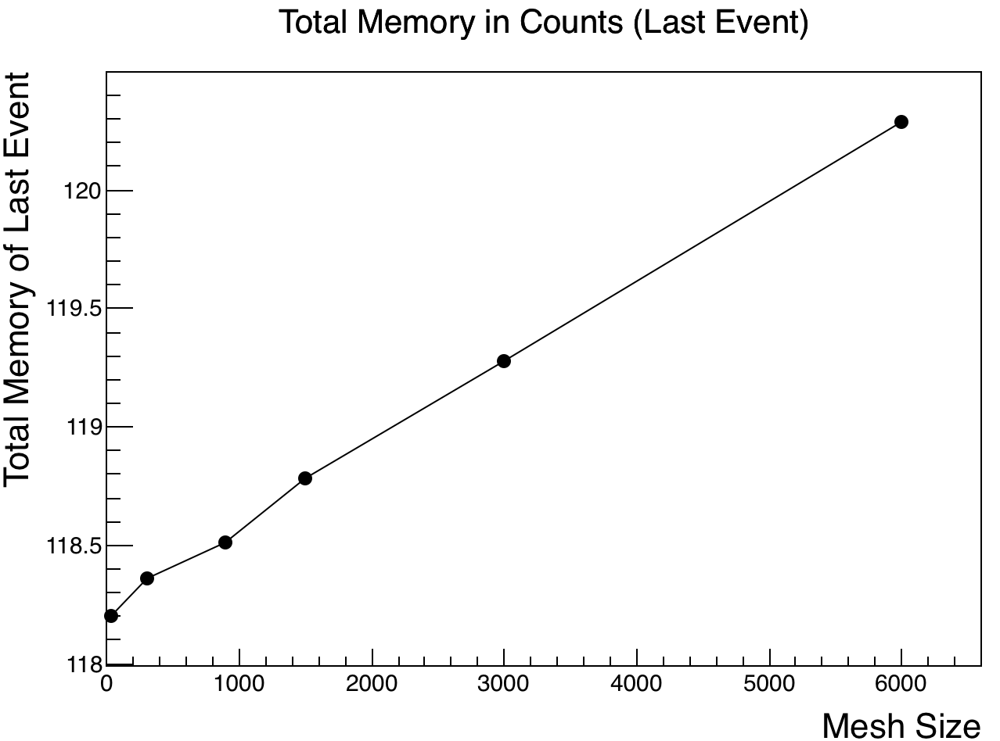 Total Memory in Counts (Last Event)
Total Memory of Last Event
120
119.5
119
118.5
118
0 1000 2000 3000 4000 5000 6000
Mesh Size